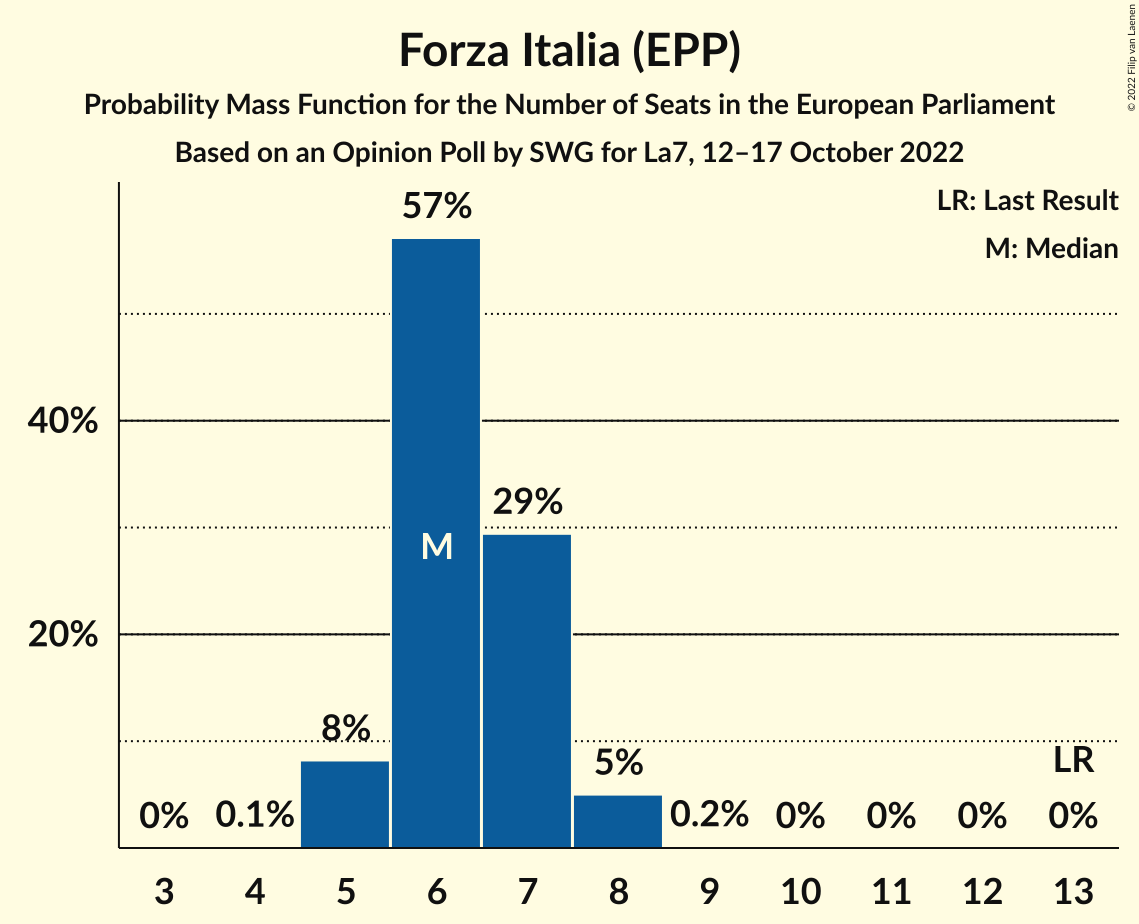 Forza Italia (EPP)
Probability Mass Function for the Number of Seats in the European Parliament
Based on an Opinion Poll by SWG for La7, 12–17 October 2022
© 2022 Filip van Laenen
LR: Last Result
M: Median
57%
40%
29%
M
20%
8%
5%
LR
0% 0.1% 0.2% 0% 0% 0% 0%
3 4 5 6 7 8 9 10 11 12 13